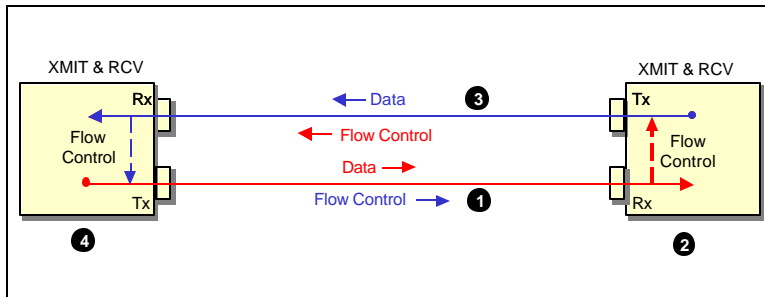 XMIT & RCV
XMIT & RCV
Rx
Data
3
Tx
Flow
Control
Flow Control
Flow
Control
Data
Tx
Flow Control
1
Rx
4
2